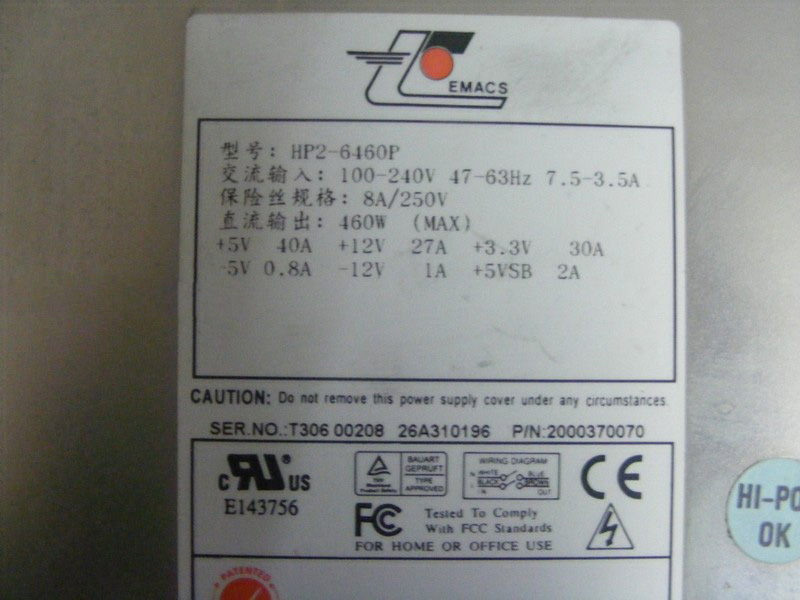 EMACS
型号: HP2-6460P
交流输入: 100-240V 47-63Hz 7.5-3.5A
保险丝规格: 8A/250V
直流输出: 460W (MAX)
+5V 40A +12V 27A +3.3V 30A
-5V 0.8A -12V 1A +5VSB 2A
CAUTION: Do not remove this power supply cover under any circumstances.
SER.NO.:T306 00208 26A310196 P/N:2000370070
c RU ® US
E143756
BAUART
GEPRUFT
TYPE
APPROVED
WIRING DIAGRAM
N WHITE BLUE
L BLACK BROWN
IN OUT
CE
FC Tested To Comply
With FCC Standards
FOR HOME OR OFFICE USE
HI-PO
OK
PATENTED